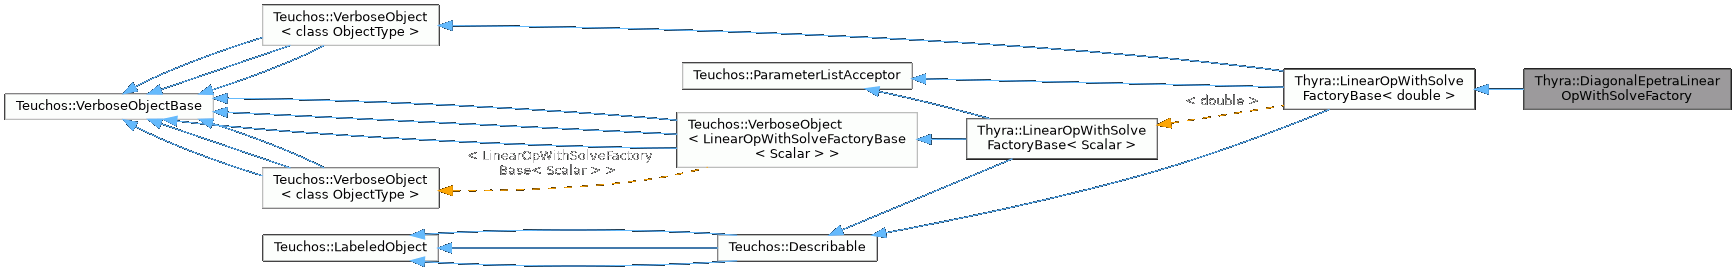 Teuchos::VerboseObject
< class ObjectType >
Teuchos::VerboseObjectBase
Teuchos::ParameterListAcceptor
Thyra::LinearOpWithSolve
FactoryBase< double >
Thyra::DiagonalEpetraLinear
OpWithSolveFactory
< double >
Teuchos::VerboseObject
< LinearOpWithSolveFactoryBase
< Scalar > >
Thyra::LinearOpWithSolve
FactoryBase< Scalar >
< LinearOpWithSolveFactory
Base< Scalar > >
Teuchos::VerboseObject
< class ObjectType >
Teuchos::LabeledObject
Teuchos::Describable